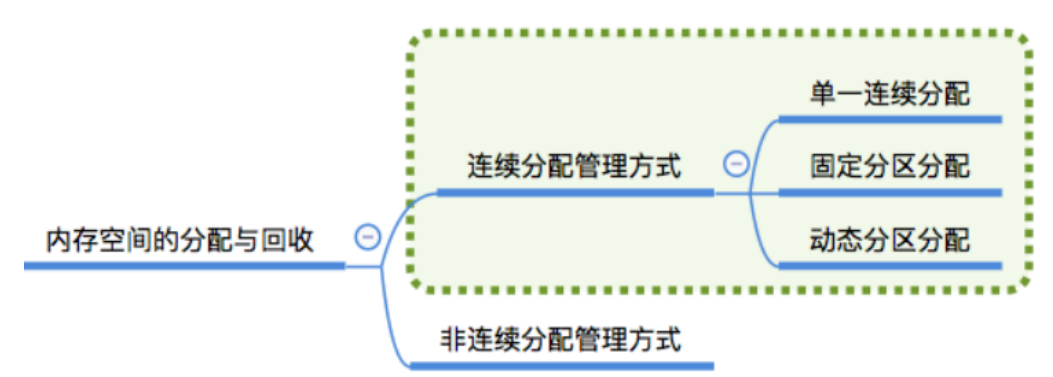 内存空间的分配与回收
连续分配管理方式
单一连续分配
固定分区分配
动态分区分配
非连续分配管理方式